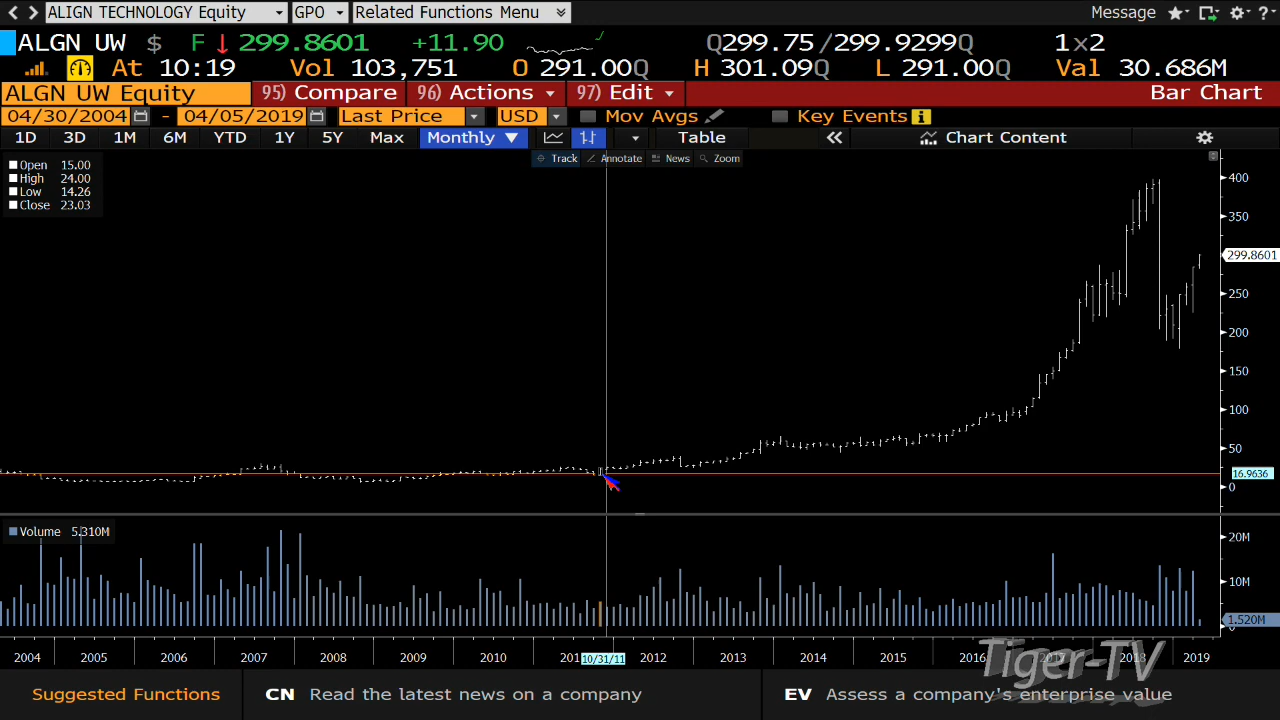 ALIGN TECHNOLOGY Equity GPO Related Functions Menu Message ?
ALGN UW $ F ↓ 299.8601 +11.90 Q299.75/299.9299Q 1x2
At 10:19 Vol 103,751 O 291.00Q H 301.09Q L 291.00Q Val 30.686M
ALGN UW Equity 95) Compare 96) Actions 97) Edit Bar Chart
04/30/2004 - 04/05/2019 Last Price USD Mov Avgs Key Events i
1D 3D 1M 6M YTD 1Y 5Y Max Monthly ▼ Table « Chart Content
Track Annotate News Zoom
Open 15.00
High 24.00
Low 14.26
Close 23.03
400
350
299.8601
250
200
150
100
50
16.9636
0
Volume 5.310M
20M
10M
1.520M
0
2004 2005 2006 2007 2008 2009 2010 201 10/31/11 2012 2013 2014 2015 2016 2017 2018 2019
Tiger-TV
Suggested Functions CN Read the latest news on a company EV Assess a company's enterprise value